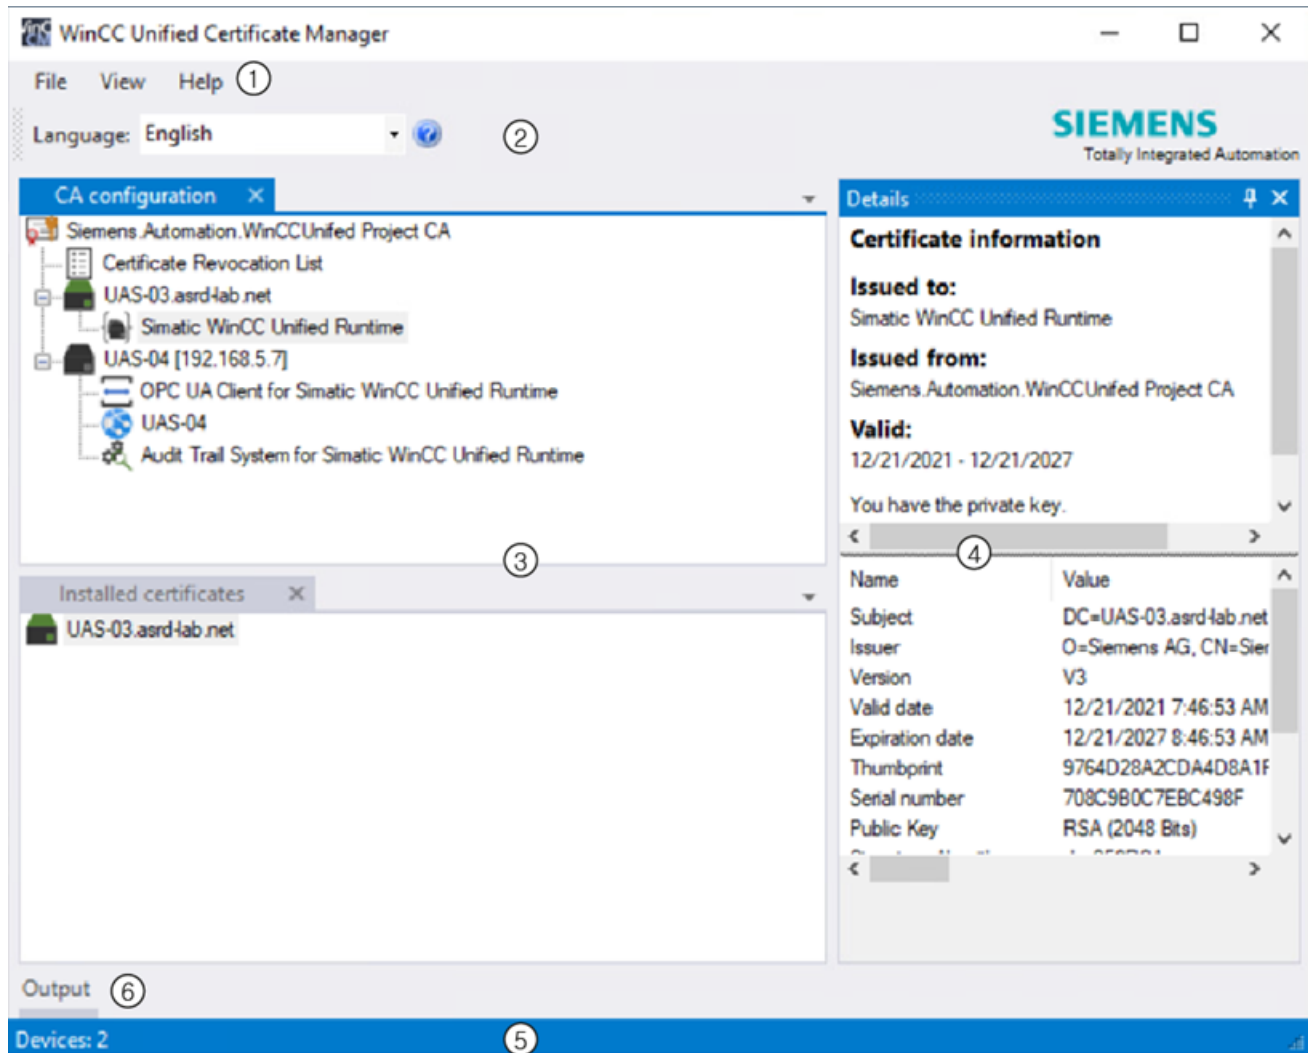 WinCC Unified Certificate Manager
File View Help ①
Language: English ②
SIEMENS
Totally Integrated Automation
CA configuration
Siemens.Automation.WinCCUnifed Project CA
Certificate Revocation List
UAS-03.asrd-lab.net
Simatic WinCC Unified Runtime
UAS-04 [192.168.5.7]
OPC UA Client for Simatic WinCC Unified Runtime
UAS-04
Audit Trail System for Simatic WinCC Unified Runtime
③
Installed certificates
UAS-03.asrd-lab.net
Details
Certificate information
Issued to:
Simatic WinCC Unified Runtime
Issued from:
Siemens.Automation.WinCCUnifed Project CA
Valid:
12/21/2021 - 12/21/2027
You have the private key.
④
Name Value
Subject DC=UAS-03.asrd-lab.net
Issuer O=Siemens AG, CN=Sier
Version V3
Valid date 12/21/2021 7:46:53 AM
Expiration date 12/21/2027 8:46:53 AM
Thumbprint 9764D28A2CDA4D8A1F
Serial number 708C9B0C7EBC498F
Public Key RSA (2048 Bits)
Output ⑥
Devices: 2 ⑤